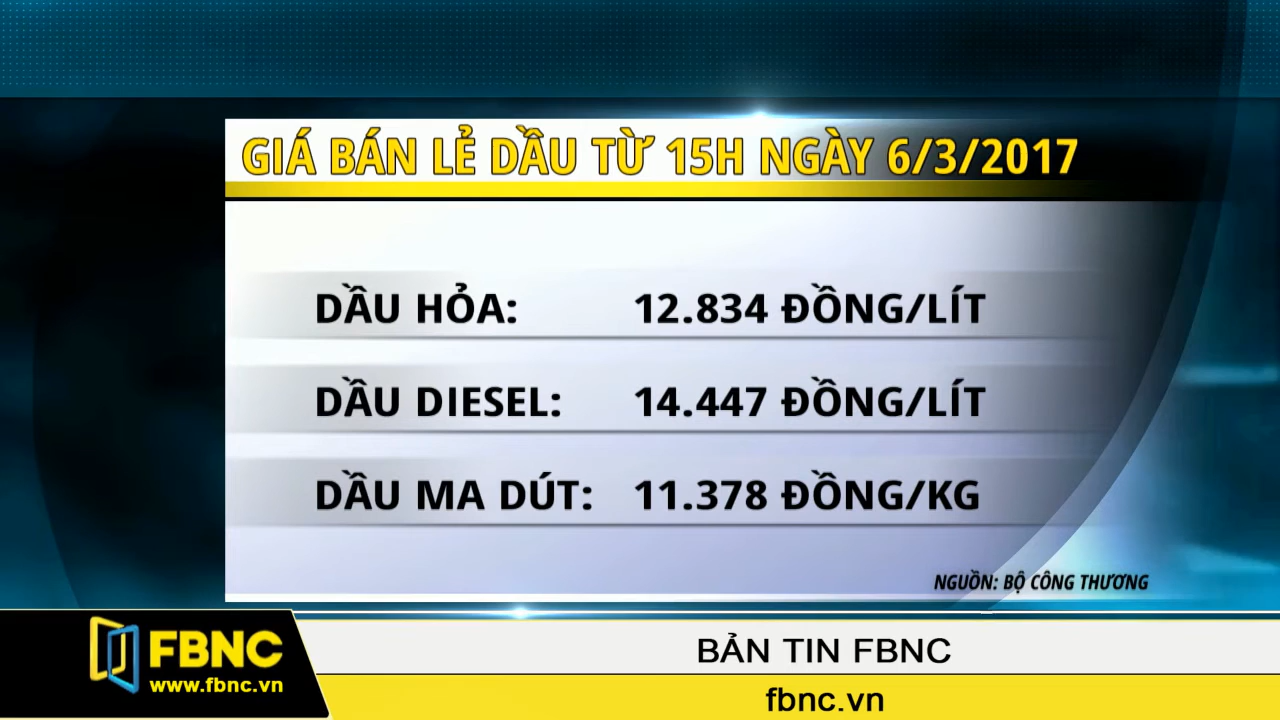 GIÁ BÁN LẺ DẦU TỪ 15H NGÀY 6/3/2017
DẦU HỎA: 12.834 ĐỒNG/LÍT
DẦU DIESEL: 14.447 ĐỒNG/LÍT
DẦU MA DÚT: 11.378 ĐỒNG/KG
NGUỒN: BỘ CÔNG THƯƠNG
FBNC
www.fbnc.vn
BẢN TIN FBNC
fbnc.vn